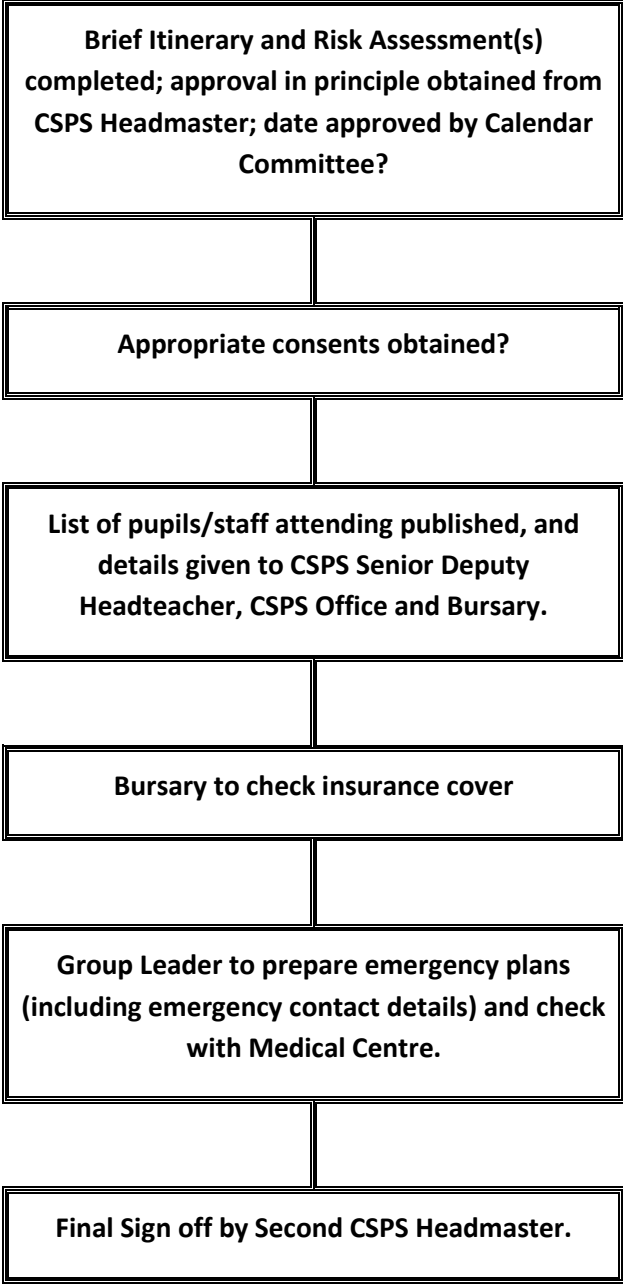 Brief Itinerary and Risk Assessment(s)
completed; approval in principle obtained from
CSPS Headmaster; date approved by Calendar
Committee?
Appropriate consents obtained?
List of pupils/staff attending published, and
details given to CSPS Senior Deputy
Headteacher, CSPS Office and Bursary.
Bursary to check insurance cover
Group Leader to prepare emergency plans
(including emergency contact details) and check
with Medical Centre.
Final Sign off by Second CSPS Headmaster.